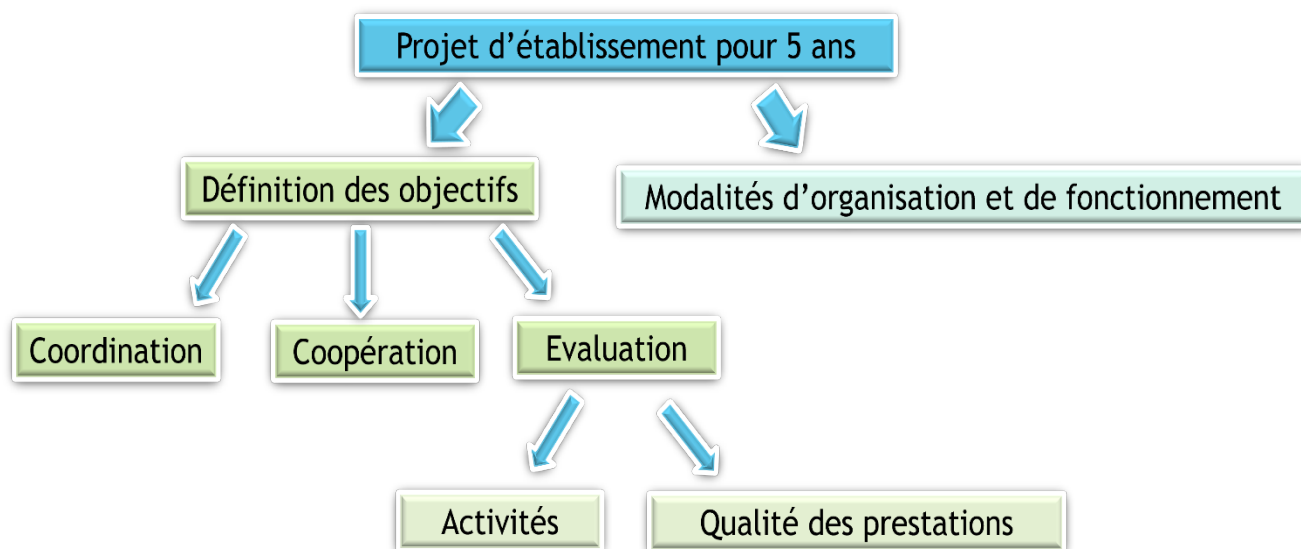 Projet d'établissement pour 5 ans
Définition des objectifs
Modalités d'organisation et de fonctionnement
Coordination
Coopération
Evaluation
Activités
Qualité des prestations